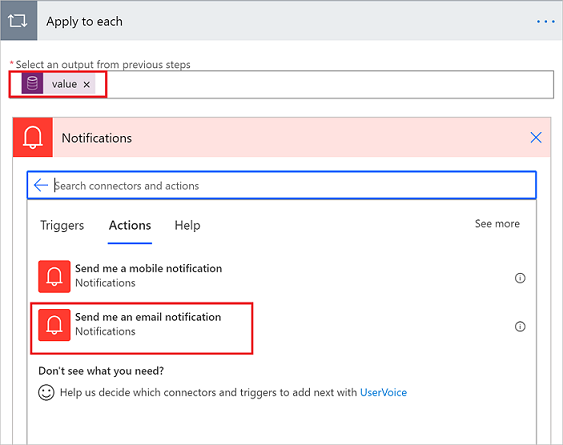 Apply to each
* Select an output from previous steps
value ×
Notifications
Search connectors and actions
Triggers Actions Help See more
Send me a mobile notification
Notifications
Send me an email notification
Notifications
Don't see what you need?
Help us decide which connectors and triggers to add next with UserVoice